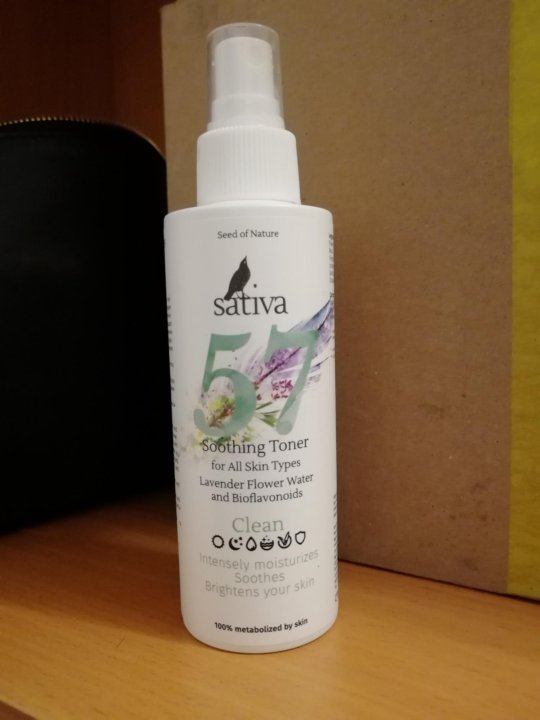 Seed of Nature
sativa
57
Soothing Toner
for All Skin Types
Lavender Flower Water
and Bioflavonoids
Clean
Intensely moisturizes
Soothes
Brightens your skin
100% metabolized by skin